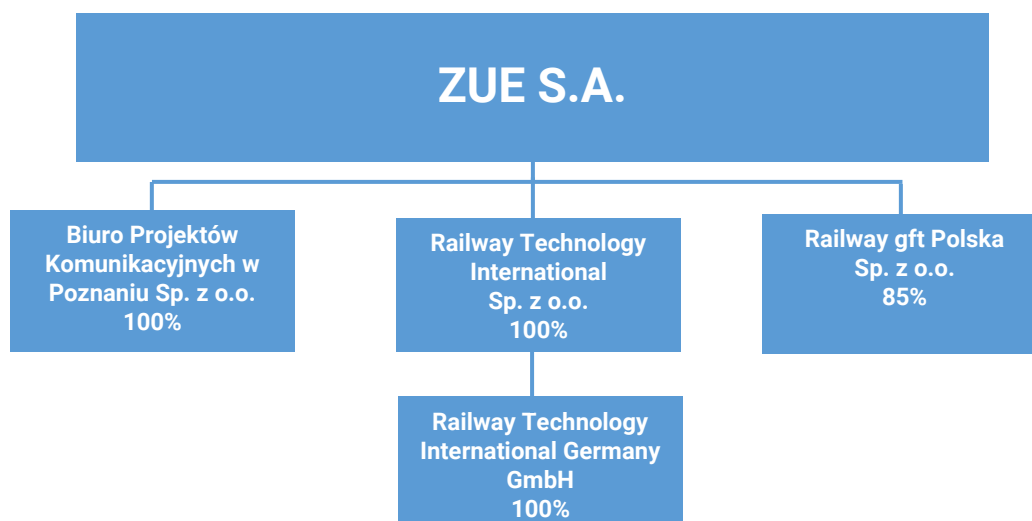 ZUE S.A.
Biuro Projektów
Komunikacyjnych w
Poznaniu Sp. z o.o.
100%
Railway Technology
International
Sp. z o.o.
100%
Railway gft Polska
Sp. z o.o.
85%
Railway Technology
International Germany
GmbH
100%